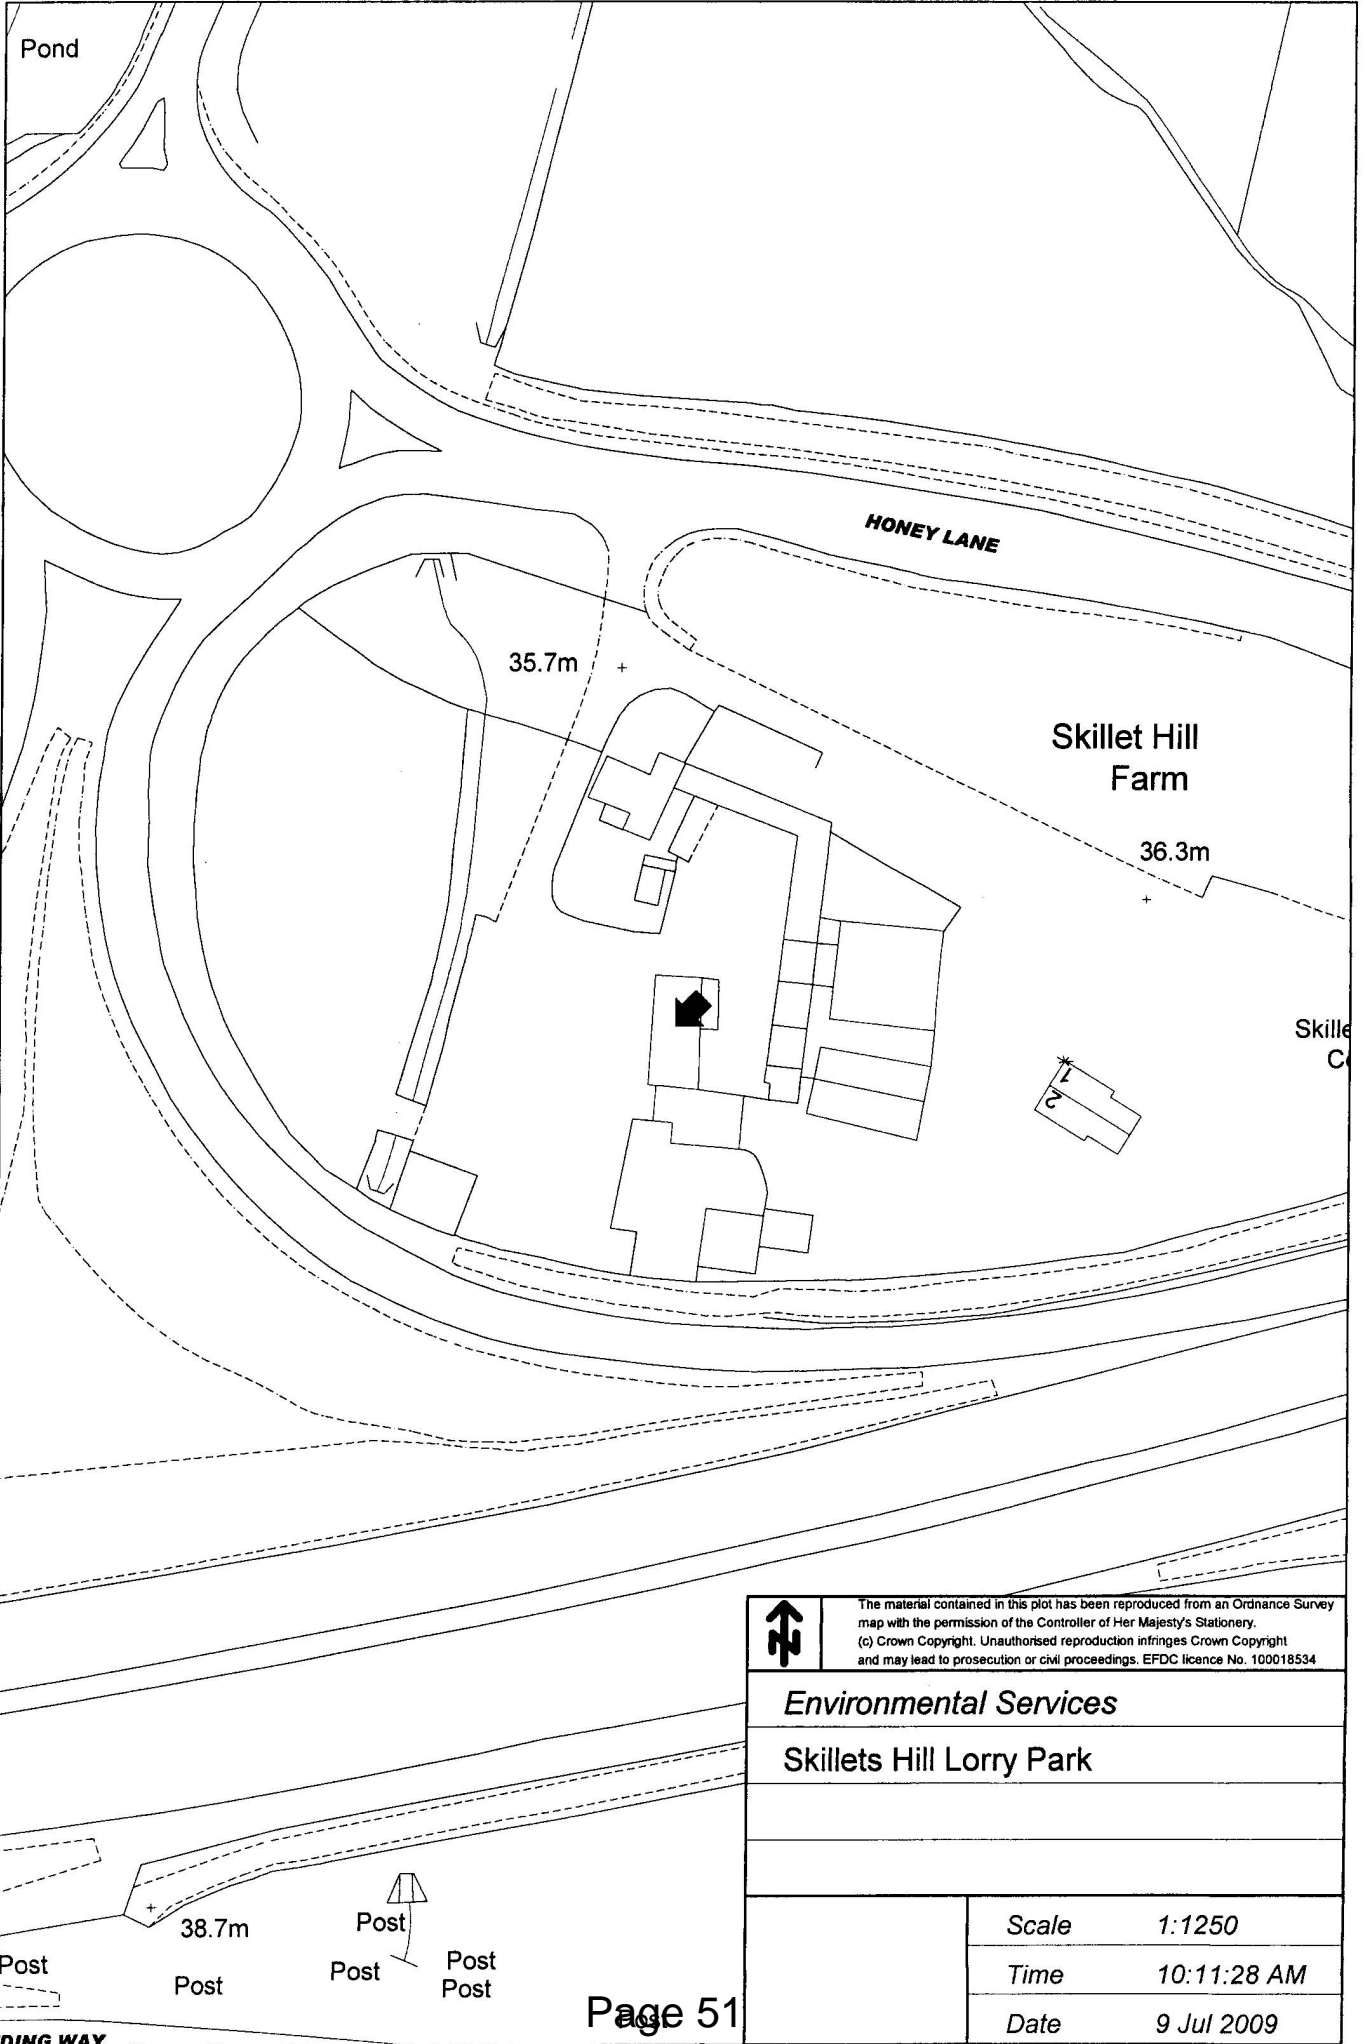 Pond
HONEY LANE
35.7m
Skillet Hill
Farm
36.3m
Skille
1
2
N
The material contained in this plot has been reproduced from an Ordnance Survey
map with the permission of the Controller of Her Majesty's Stationery.
(c) Crown Copyright. Unauthorised reproduction infringes Crown Copyright
and may lead to prosecution or civil proceedings. EFDC licence No. 100018534
Environmental Services
Skillets Hill Lorry Park
Scale 1:1250
Time 10:11:28 AM
Date 9 Jul 2009
38.7m
Post
Post
Post
Post
Post
Post
Post
Page 51
DING WAY